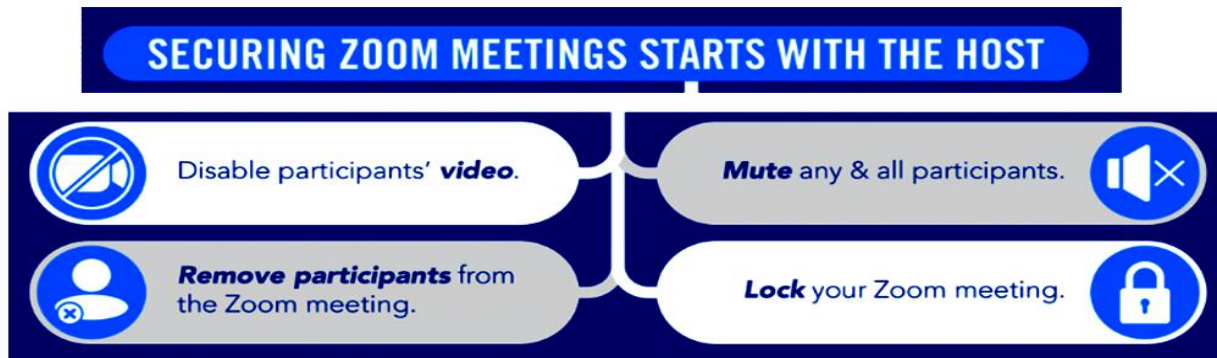 SECURING ZOOM MEETINGS STARTS WITH THE HOST
Disable participants' video.
Mute any & all participants.
Remove participants from
the Zoom meeting.
Lock your Zoom meeting.